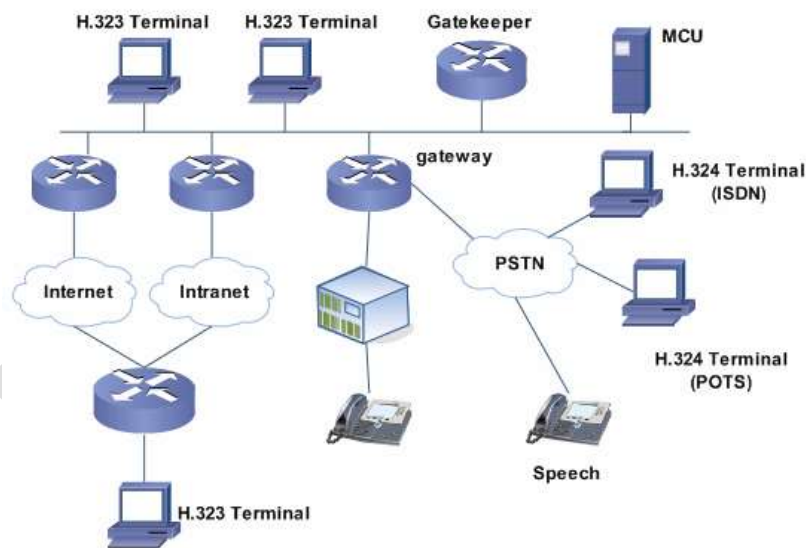 H.323 Terminal
H.323 Terminal
Gatekeeper
MCU
gateway
H.324 Terminal
(ISDN)
Internet
Intranet
PSTN
H.324 Terminal
(POTS)
Speech
H.323 Terminal